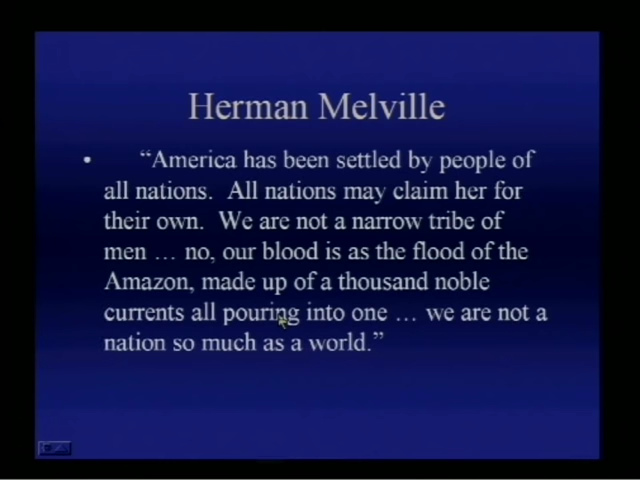 Herman Melville
• “America has been settled by people of
all nations.  All nations may claim her for
their own.  We are not a narrow tribe of
men … no, our blood is as the flood of the
Amazon, made up of a thousand noble
currents all pouring into one … we are not a
nation so much as a world.”